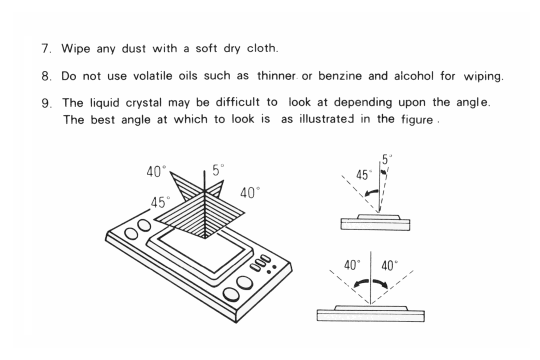 7. Wipe any dust with a soft dry cloth.
8. Do not use volatile oils such as thinner or benzine and alcohol for wiping.
9. The liquid crystal may be difficult to look at depending upon the angle.
The best angle at which to look is as illustrated in the figure.
40° 5°
45° 40°
5°
45°
40° 40°